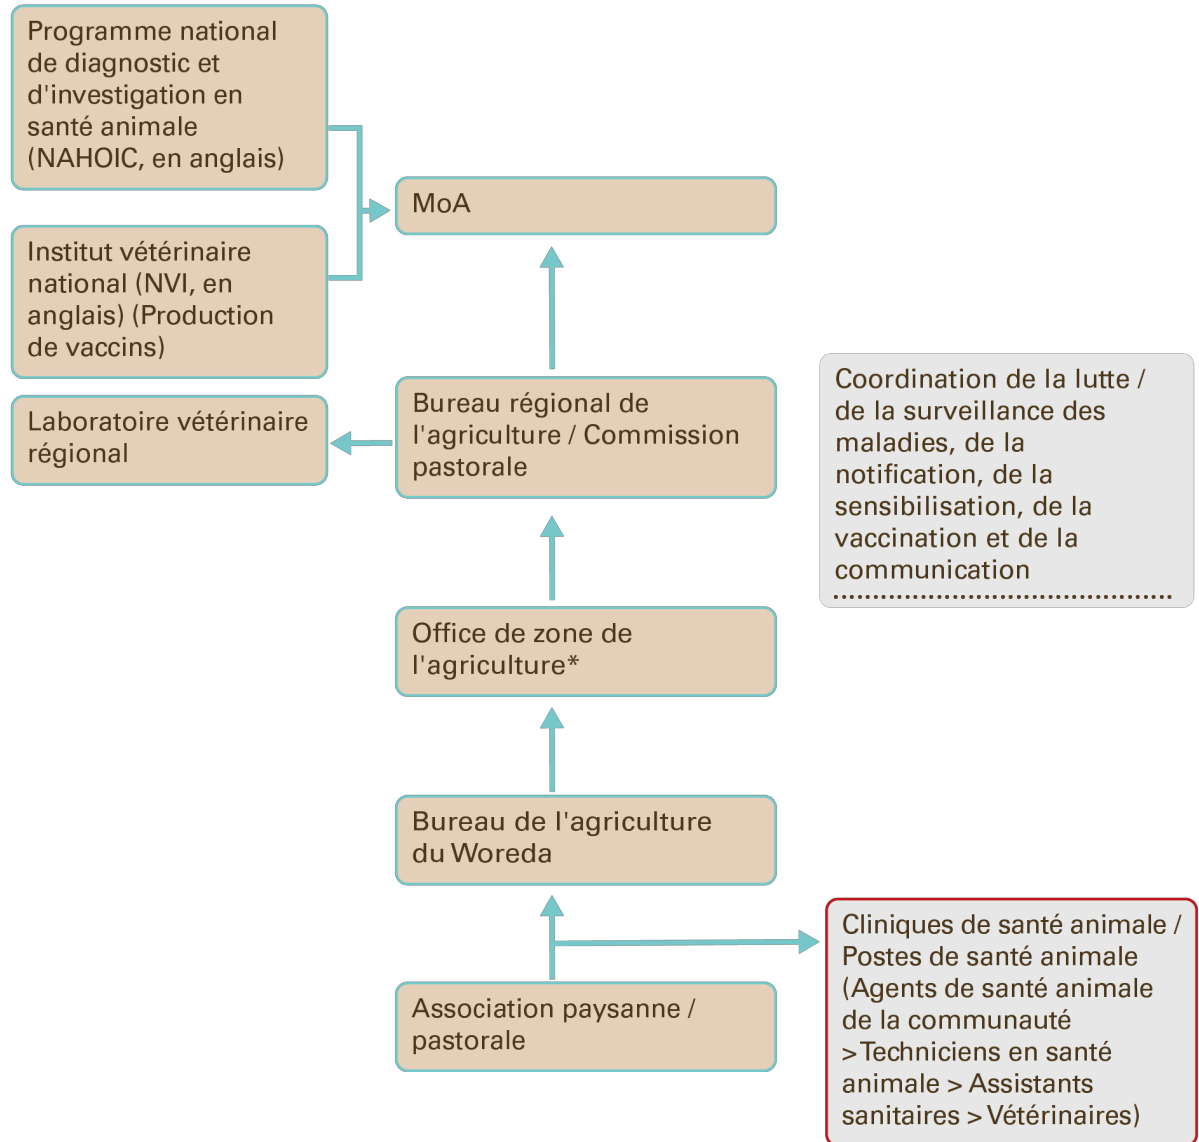 Programme national
de diagnostic et
d'investigation en
santé animale
(NAHOIC, en anglais)
MoA
Institut vétérinaire
national (NVI, en
anglais) (Production
de vaccins)
Laboratoire vétérinaire
régional
Bureau régional de
l'agriculture / Commission
pastorale
Coordination de la lutte /
de la surveillance des
maladies, de la
notification, de la
sensibilisation, de la
vaccination et de la
communication
Office de zone de
l'agriculture*
Bureau de l'agriculture
du Woreda
Association paysanne /
pastorale
Cliniques de santé animale /
Postes de santé animale
(Agents de santé animale
de la communauté
> Techniciens en santé
animale > Assistants
sanitaires > Vétérinaires)